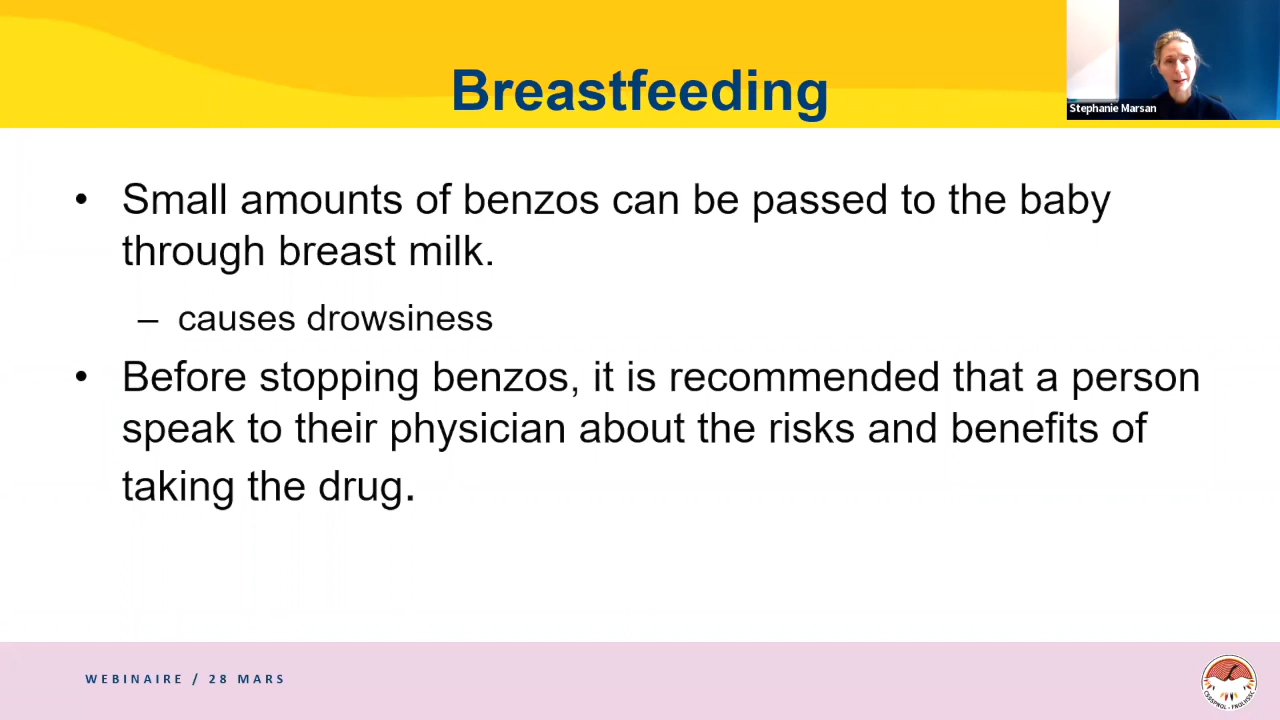 Breastfeeding
Stephanie Marsan
• Small amounts of benzos can be passed to the baby
through breast milk.
– causes drowsiness
• Before stopping benzos, it is recommended that a person
speak to their physician about the risks and benefits of
taking the drug.
WEBINAIRE / 28 MARS
CSSSPNQL - FNQLHSSC